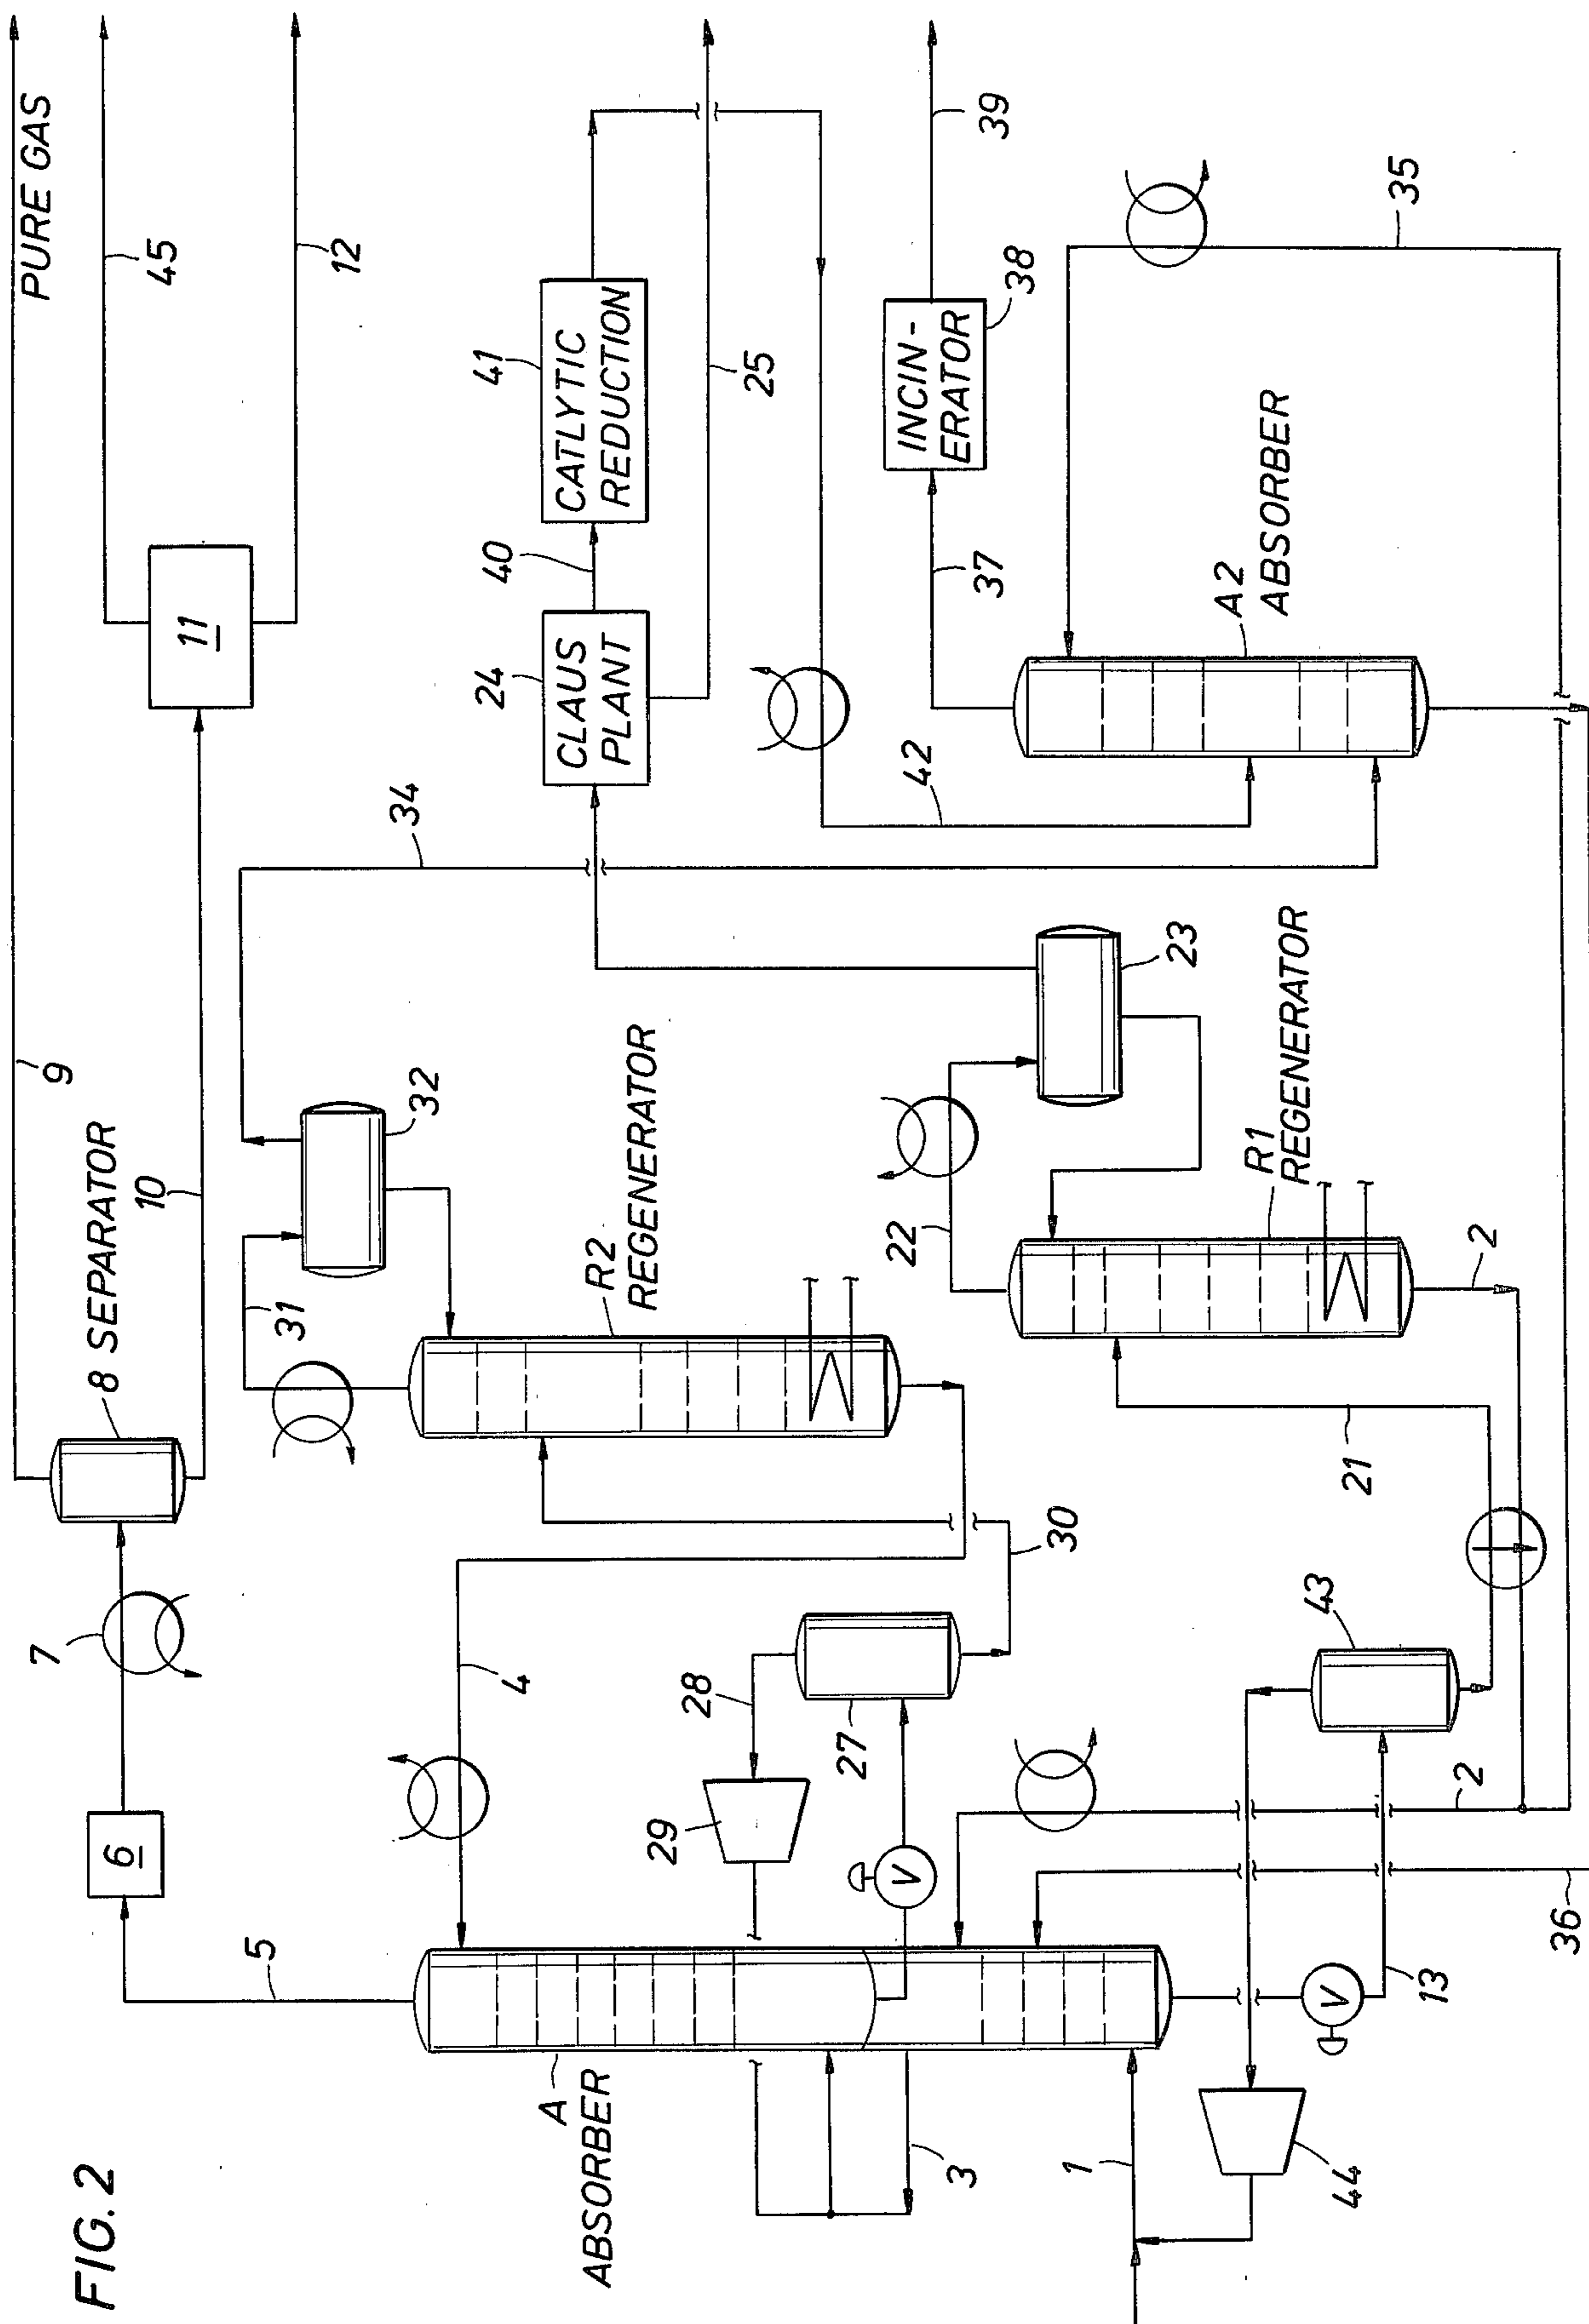 FIG. 2
PURE GAS
9
45
12
8 SEPARATOR
10
11
7
6
5
34
31
32
R2
REGENERATOR
4
24
CLAUS
PLANT
40
41
CATLYTIC
REDUCTION
25
A
ABSORBER
28
29
27
V
30
42
37
INCIN-
ERATOR
38
39
22
23
R1
REGENERATOR
A2
ABSORBER
35
3
1
44
V
13
43
2
21
2
36